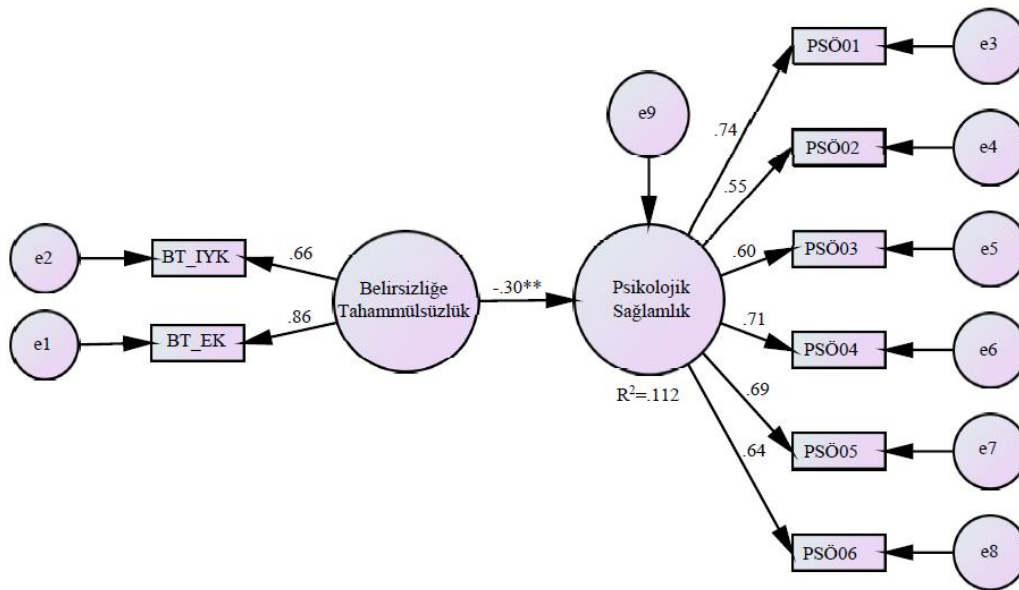 PSÖ01
e3
e9
.74
PSÖ02
e4
.55
e2
BT_IYK
.66
PSÖ03
e5
.60
Belirsizliğe
Tahammülsüzlük
-.30**
Psikolojik
Sağlamlık
e1
BT_EK
.86
.71
PSÖ04
e6
R²=.112
.69
PSÖ05
e7
.64
PSÖ06
e8